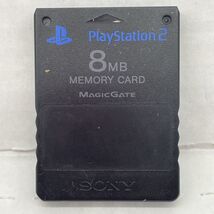 PlayStation 2
8MB
MEMORY CARD
MAGICGATE
SONY